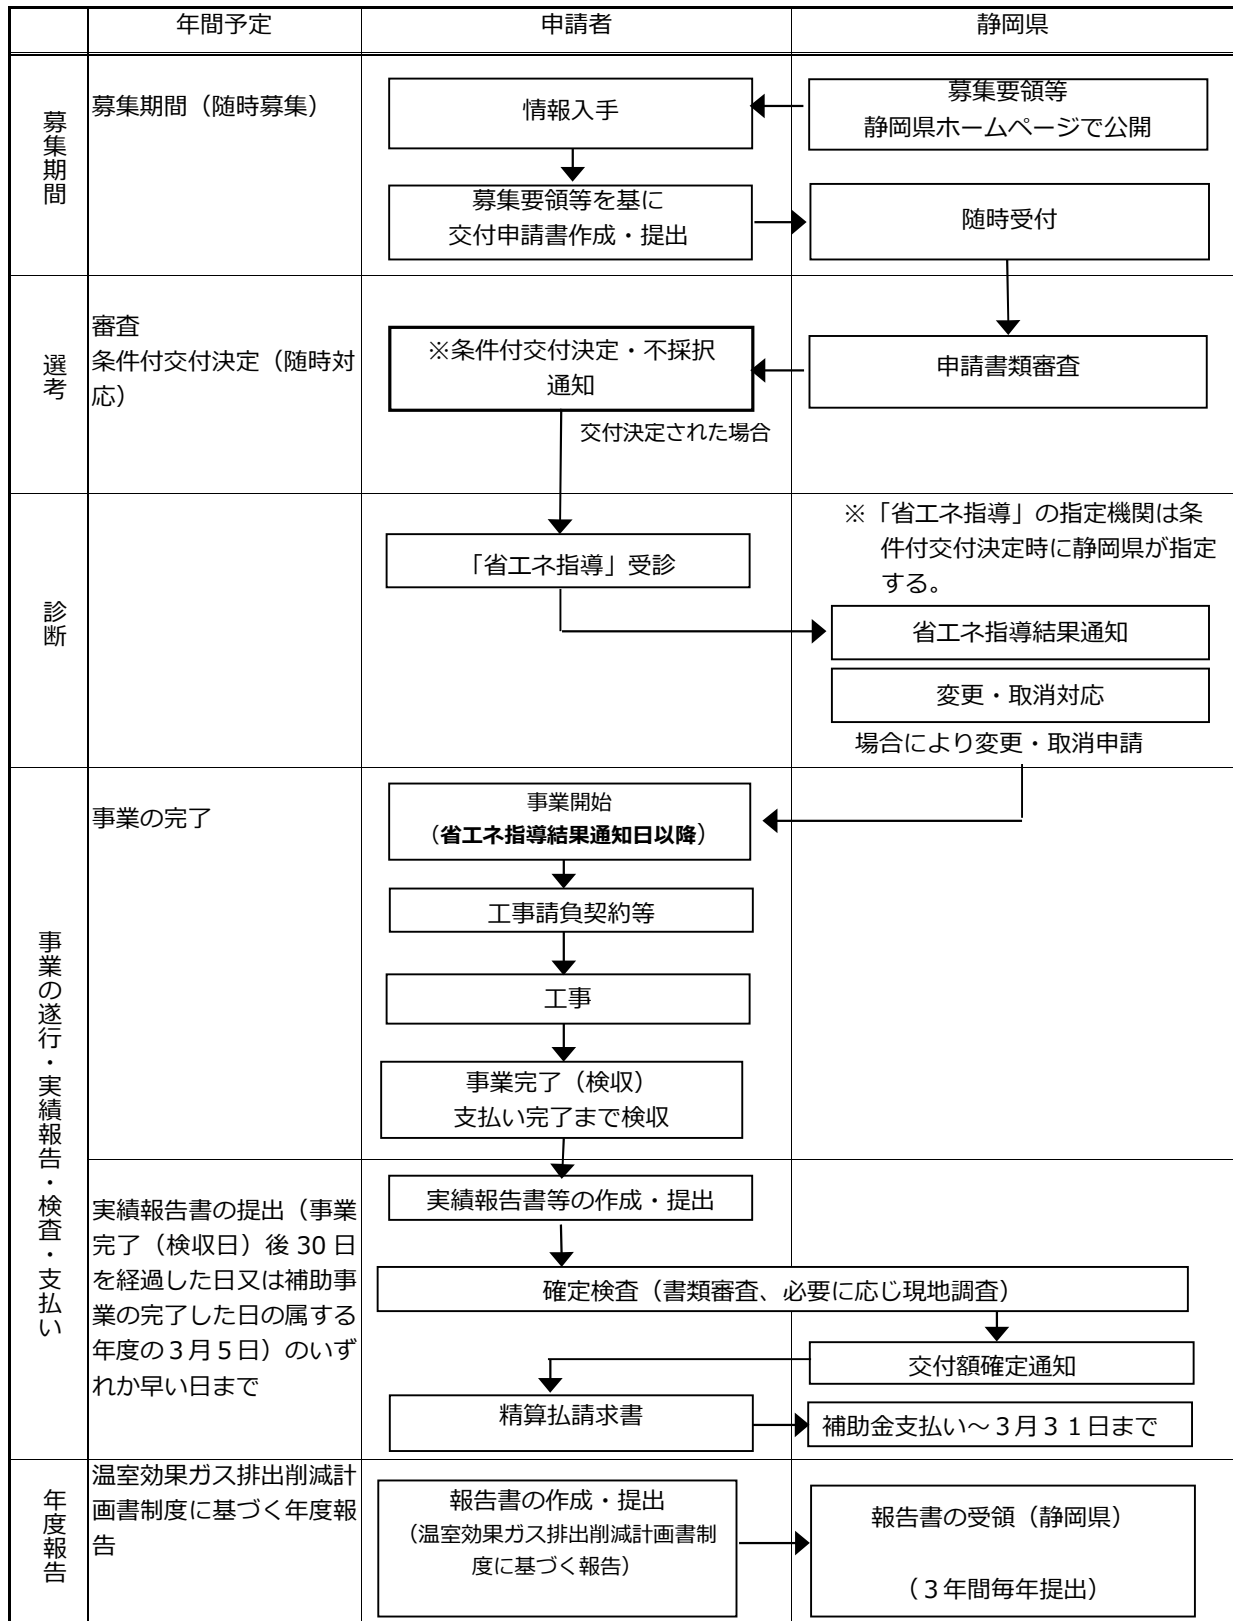 年間予定
申請者
静岡県
募集期間
募集期間（随時募集）
情報入手
募集要領等
静岡県ホームページで公開
募集要領等を基に
交付申請書作成・提出
随時受付
選考
審査
条件付交付決定（随時対
応）
※条件付交付決定・不採択
通知
申請書類審査
交付決定された場合
診断
「省エネ指導」受診
※「省エネ指導」の指定機関は条
件付交付決定時に静岡県が指定
する。
省エネ指導結果通知
変更・取消対応
場合により変更・取消申請
事業の遂行・実績報告・検査・支払い
事業の完了
事業開始
（省エネ指導結果通知日以降）
工事請負契約等
工事
事業完了（検収）
支払い完了まで検収
実績報告書の提出（事業
完了（検収日）後 30 日
を経過した日又は補助事
業の完了した日の属する
年度の３月５日）のいず
れか早い日まで
実績報告書等の作成・提出
確定検査（書類審査、必要に応じ現地調査）
交付額確定通知
精算払請求書
補助金支払い～３月３１日まで
年度報告
温室効果ガス排出削減計
画書制度に基づく年度報
告
報告書の作成・提出
（温室効果ガス排出削減計画書制
度に基づく報告）
報告書の受領（静岡県）
（３年間毎年提出）